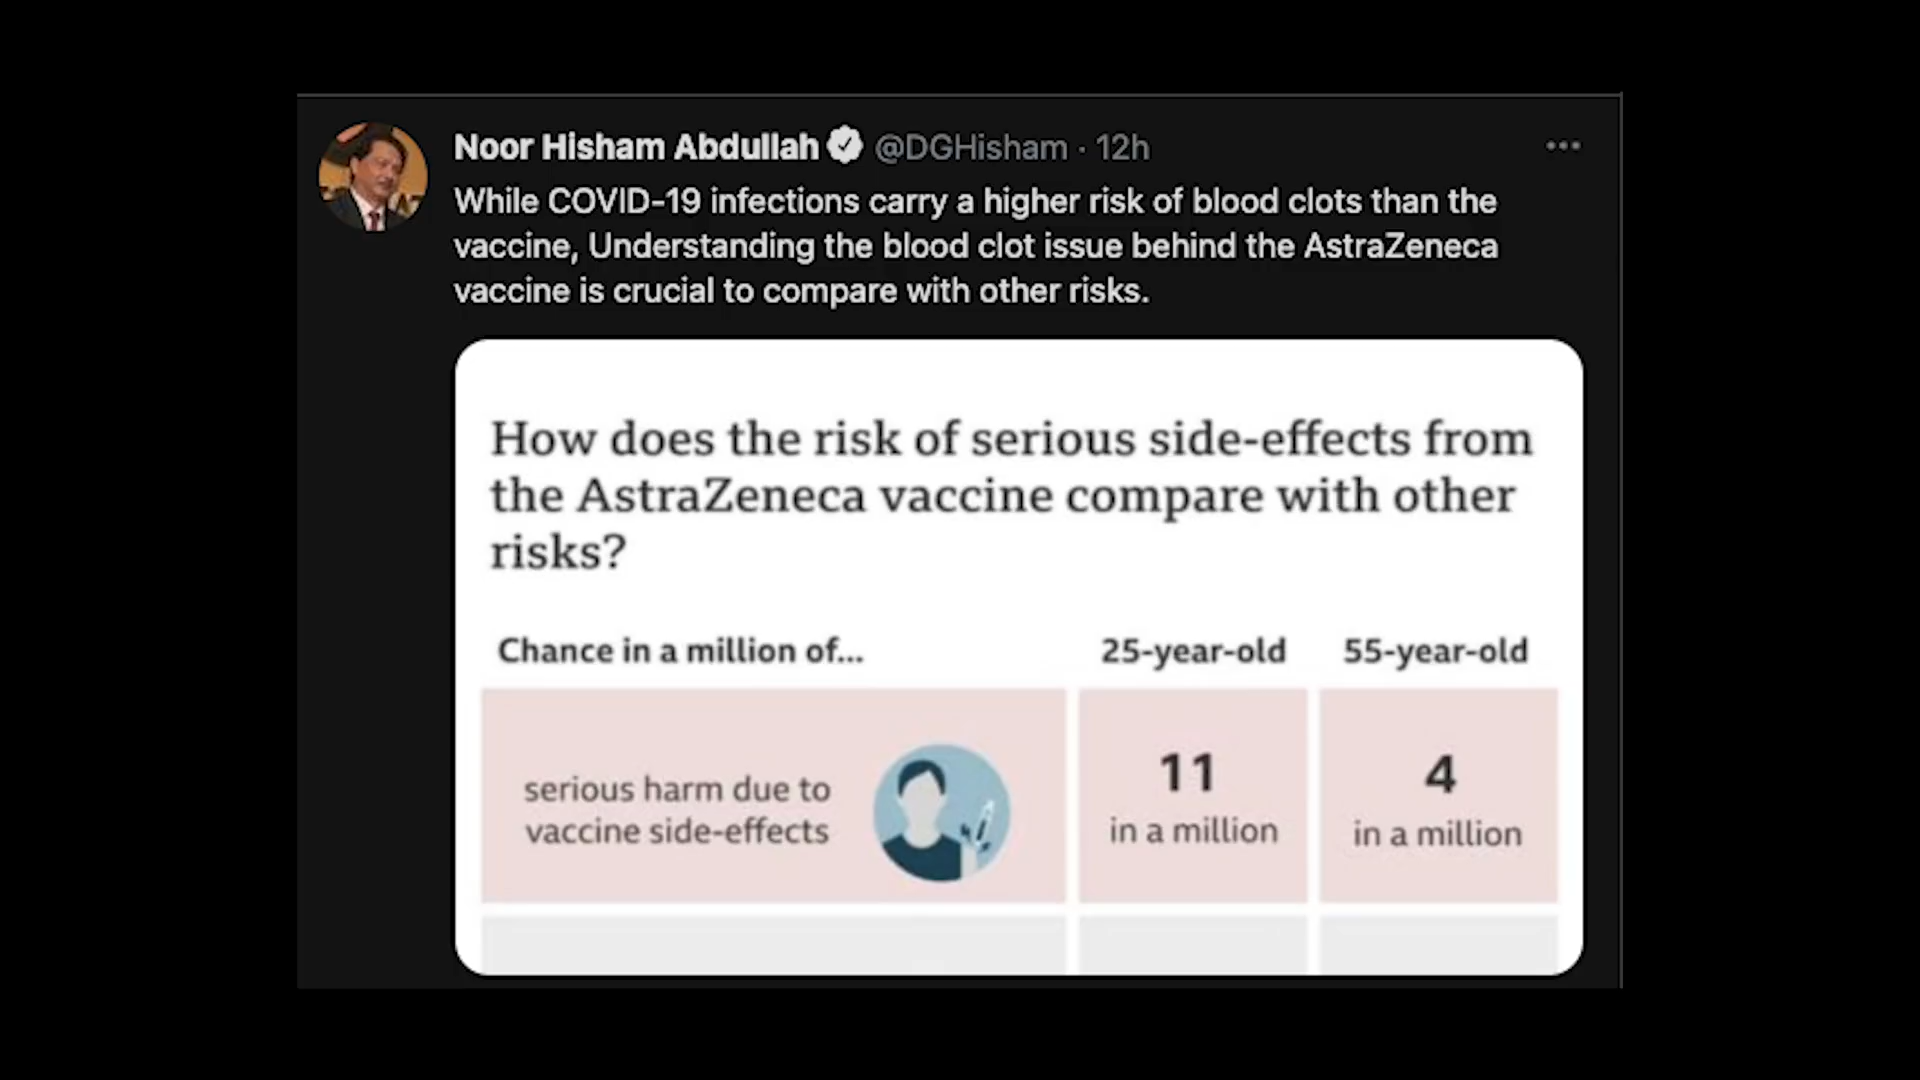 Noor Hisham Abdullah @DGHisham · 12h
While COVID-19 infections carry a higher risk of blood clots than the
vaccine, Understanding the blood clot issue behind the AstraZeneca
vaccine is crucial to compare with other risks.
How does the risk of serious side-effects from
the AstraZeneca vaccine compare with other
risks?
Chance in a million of... 25-year-old 55-year-old
serious harm due to
vaccine side-effects
11
in a million
4
in a million